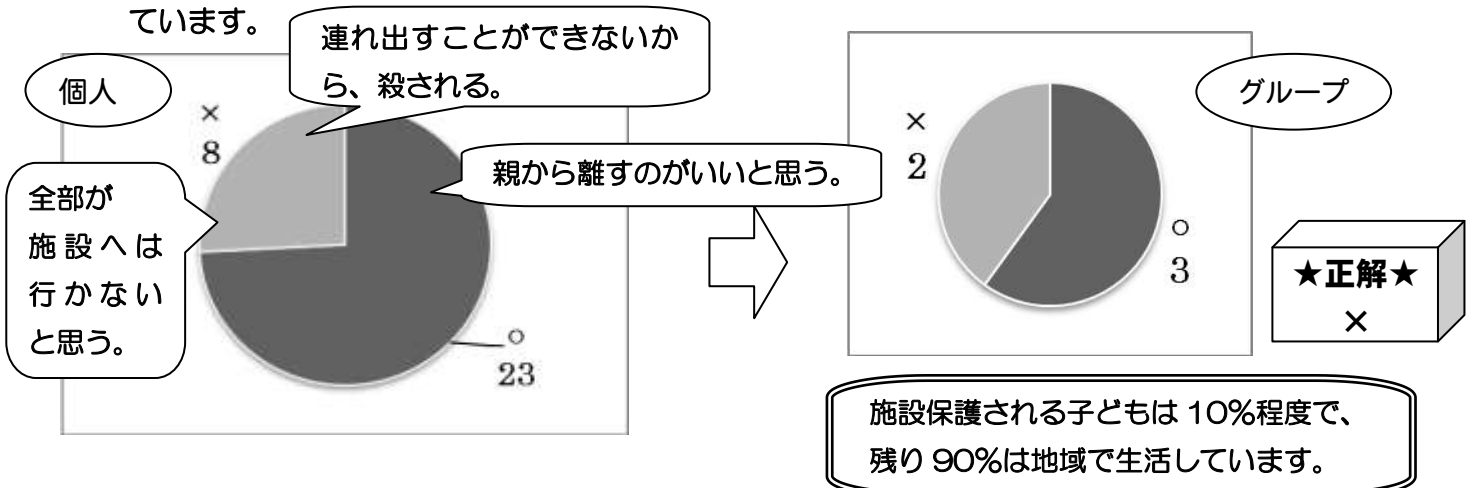 ています。
個人
連れ出すことができないか
ら、殺される。
×
8
親から離すのがいいと思う。
全部が
施設へは
行かない
と思う。
○
23
グループ
×
2
○
3
★正解★
×
施設保護される子どもは 10%程度で、
残り 90%は地域で生活しています。